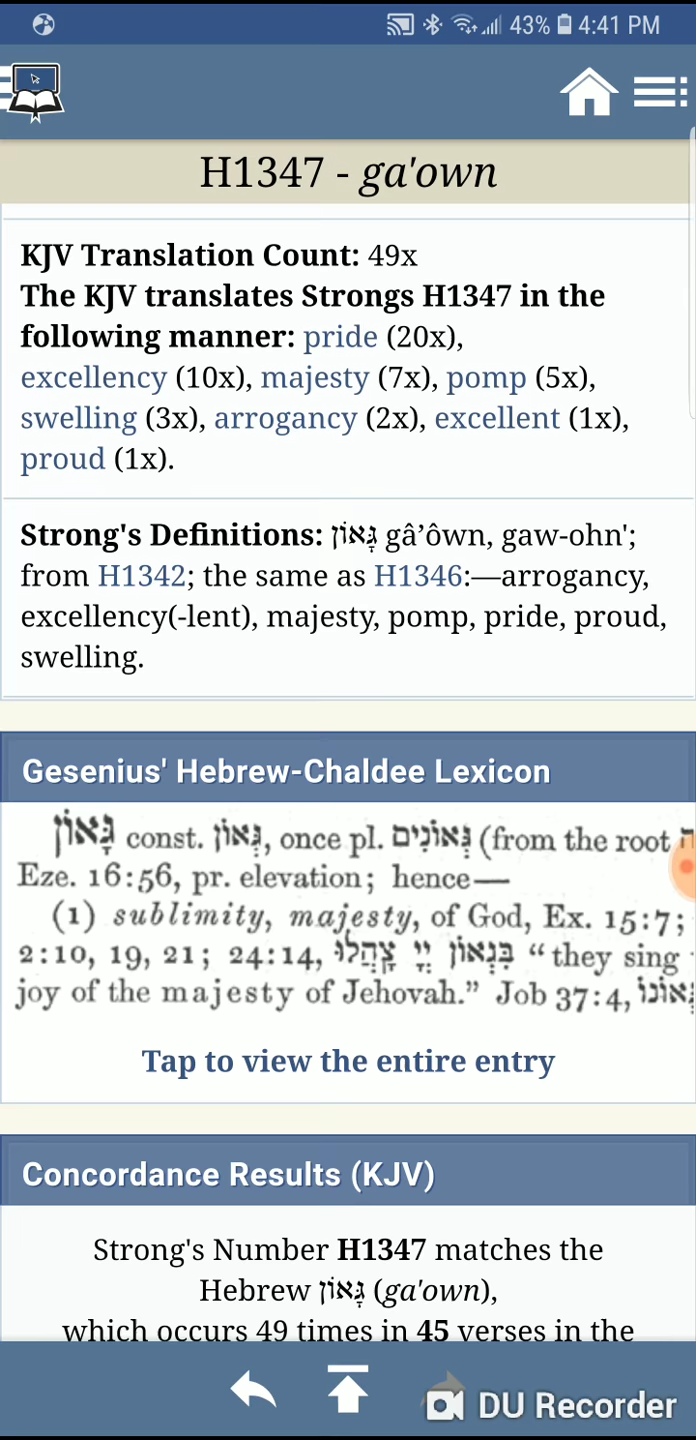 43% 4:41 PM
H1347 - ga'own
KJV Translation Count: 49x
The KJV translates Strongs H1347 in the
following manner: pride (20x),
excellency (10x), majesty (7x), pomp (5x),
swelling (3x), arrogancy (2x), excellent (1x),
proud (1x).
Strong's Definitions: גָּאוֹן gâʼôwn, gaw-ohn';
from H1342; the same as H1346:—arrogancy,
excellency(-lent), majesty, pomp, pride, proud,
swelling.
Gesenius' Hebrew-Chaldee Lexicon
גָּאוֹן const. גְּאוֹן, once pl. גְּאוֹנִים (from the root
Eze. 16:56, pr. elevation; hence—
(1) sublimity, majesty, of God, Ex. 15:7;
2:10, 19, 21; 24:14, בִּגְאוֹן יְיָ צָהֲלוּ “they sing
joy of the majesty of Jehovah.” Job 37:4, גְּאוֹנוֹ
Tap to view the entire entry
Concordance Results (KJV)
Strong's Number H1347 matches the
Hebrew גָּאוֹן (ga'own),
which occurs 49 times in 45 verses in the
DU Recorder